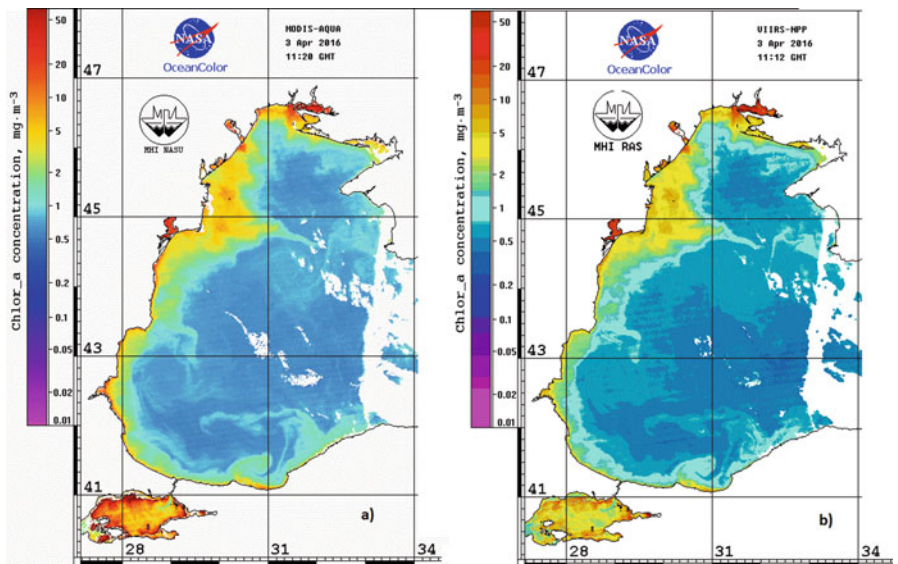 50
20
10
5
2
1
0.5
0.2
0.1
0.05
0.02
0.01
Chlor_a concentration, mg·m⁻³
NASA
OceanColor
MODIS-AQUA
3 Apr 2016
11:20 GMT
MHI NASU
47
45
43
41
28
31
34
a)
50
20
10
5
2
1
0.5
0.2
0.1
0.05
0.02
0.01
Chlor_a concentration, mg·m⁻³
NASA
OceanColor
VIIRS-NPP
3 Apr 2016
11:12 GMT
MHI RAS
47
45
43
41
28
31
34
b)